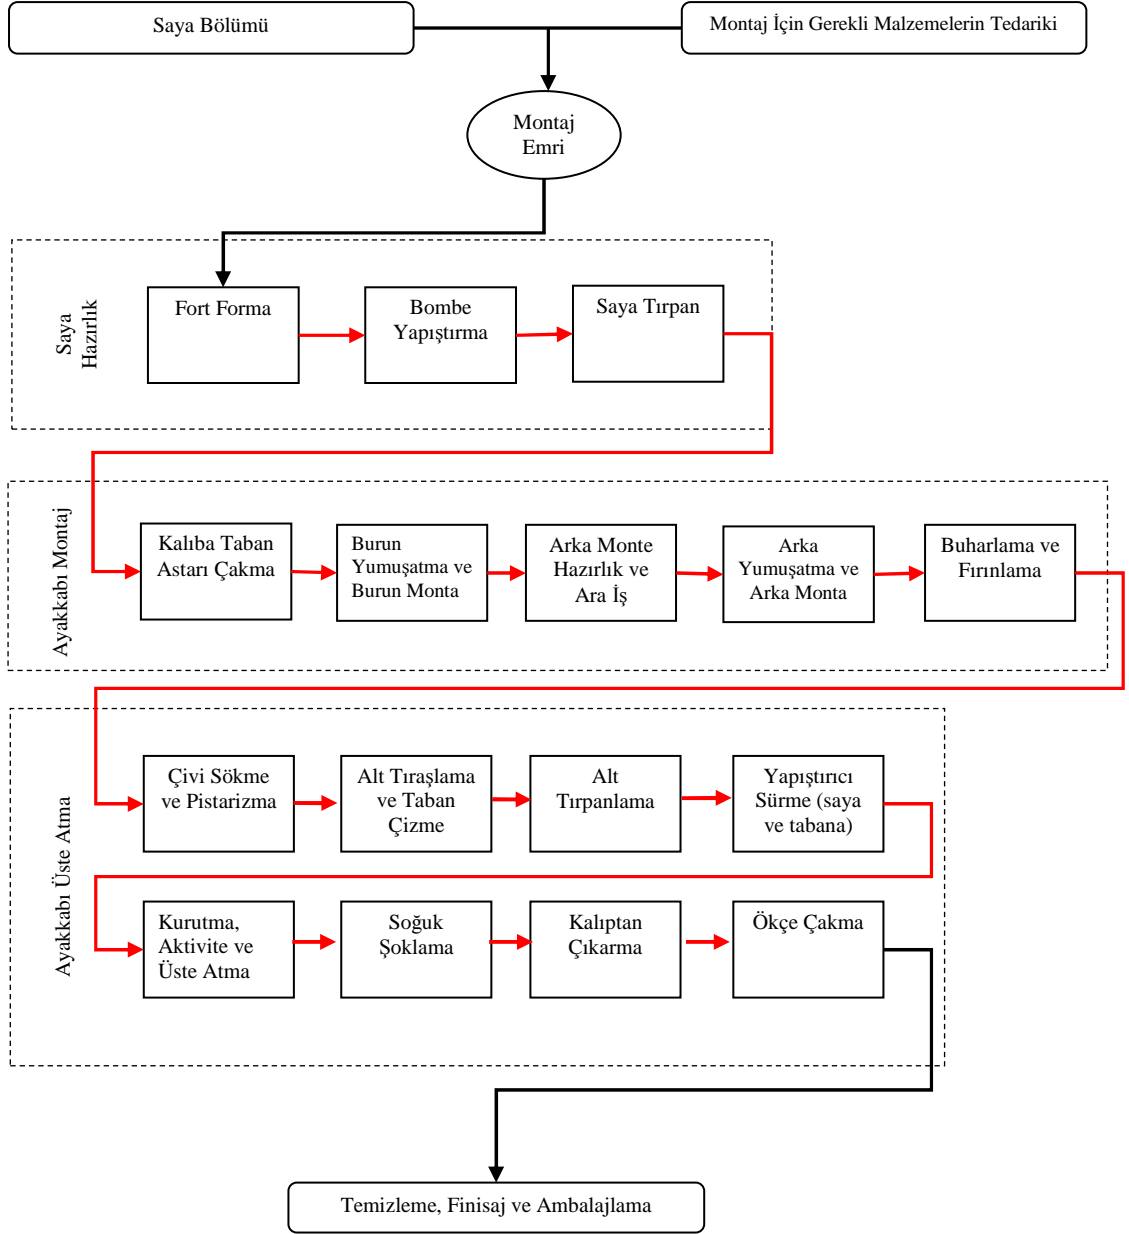 Saya Bölümü
Montaj İçin Gerekli Malzemelerin Tedariki
Montaj
Emri
Saya
Hazırlık
Fort Forma
Bombe
Yapıştırma
Saya Tırpan
Ayakkabı Montaj
Kalıba Taban
Astarı Çakma
Burun
Yumuşatma ve
Burun Monta
Arka Monte
Hazırlık ve
Ara İş
Arka
Yumuşatma ve
Arka Monta
Buharlama ve
Fırınlama
Ayakkabı Üste Atma
Çivi Sökme
ve Pistarizma
Alt Tıraşlama
ve Taban
Çizme
Alt
Tırpanlama
Yapıştırıcı
Sürme (saya
ve tabana)
Kurutma,
Aktivite ve
Üste Atma
Soğuk
Şoklama
Kalıptan
Çıkarma
Ökçe Çakma
Temizleme, Finisaj ve Ambalajlama